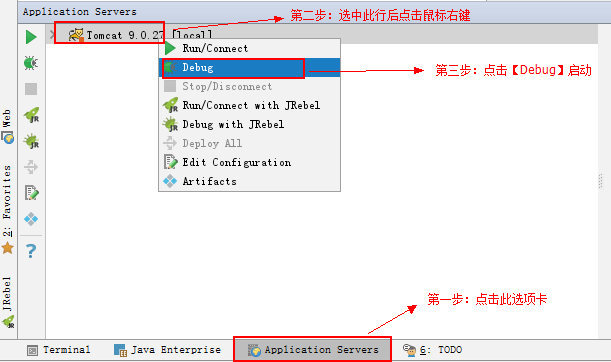 Application Servers
第二步：选中此行后点击鼠标右键
Tomcat 9.0.27 [local]
Run/Connect
Debug
第三步：点击【Debug】启动
Stop/Disconnect
Run/Connect with JRebel
Debug with JRebel
Deploy All
Edit Configuration
Artifacts
Web
2: Favorites
JRebel
第一步：点击此选项卡
Terminal
Java Enterprise
Application Servers
6: TODO